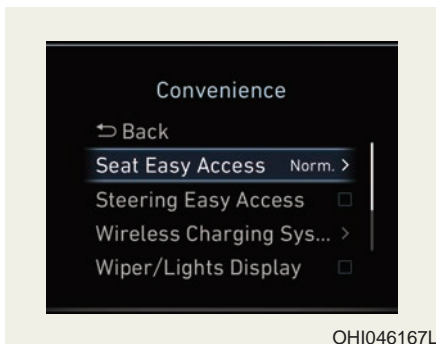 Convenience
Back
Seat Easy Access Norm. >
Steering Easy Access
Wireless Charging Sys... >
Wiper/Lights Display
OHI046167L